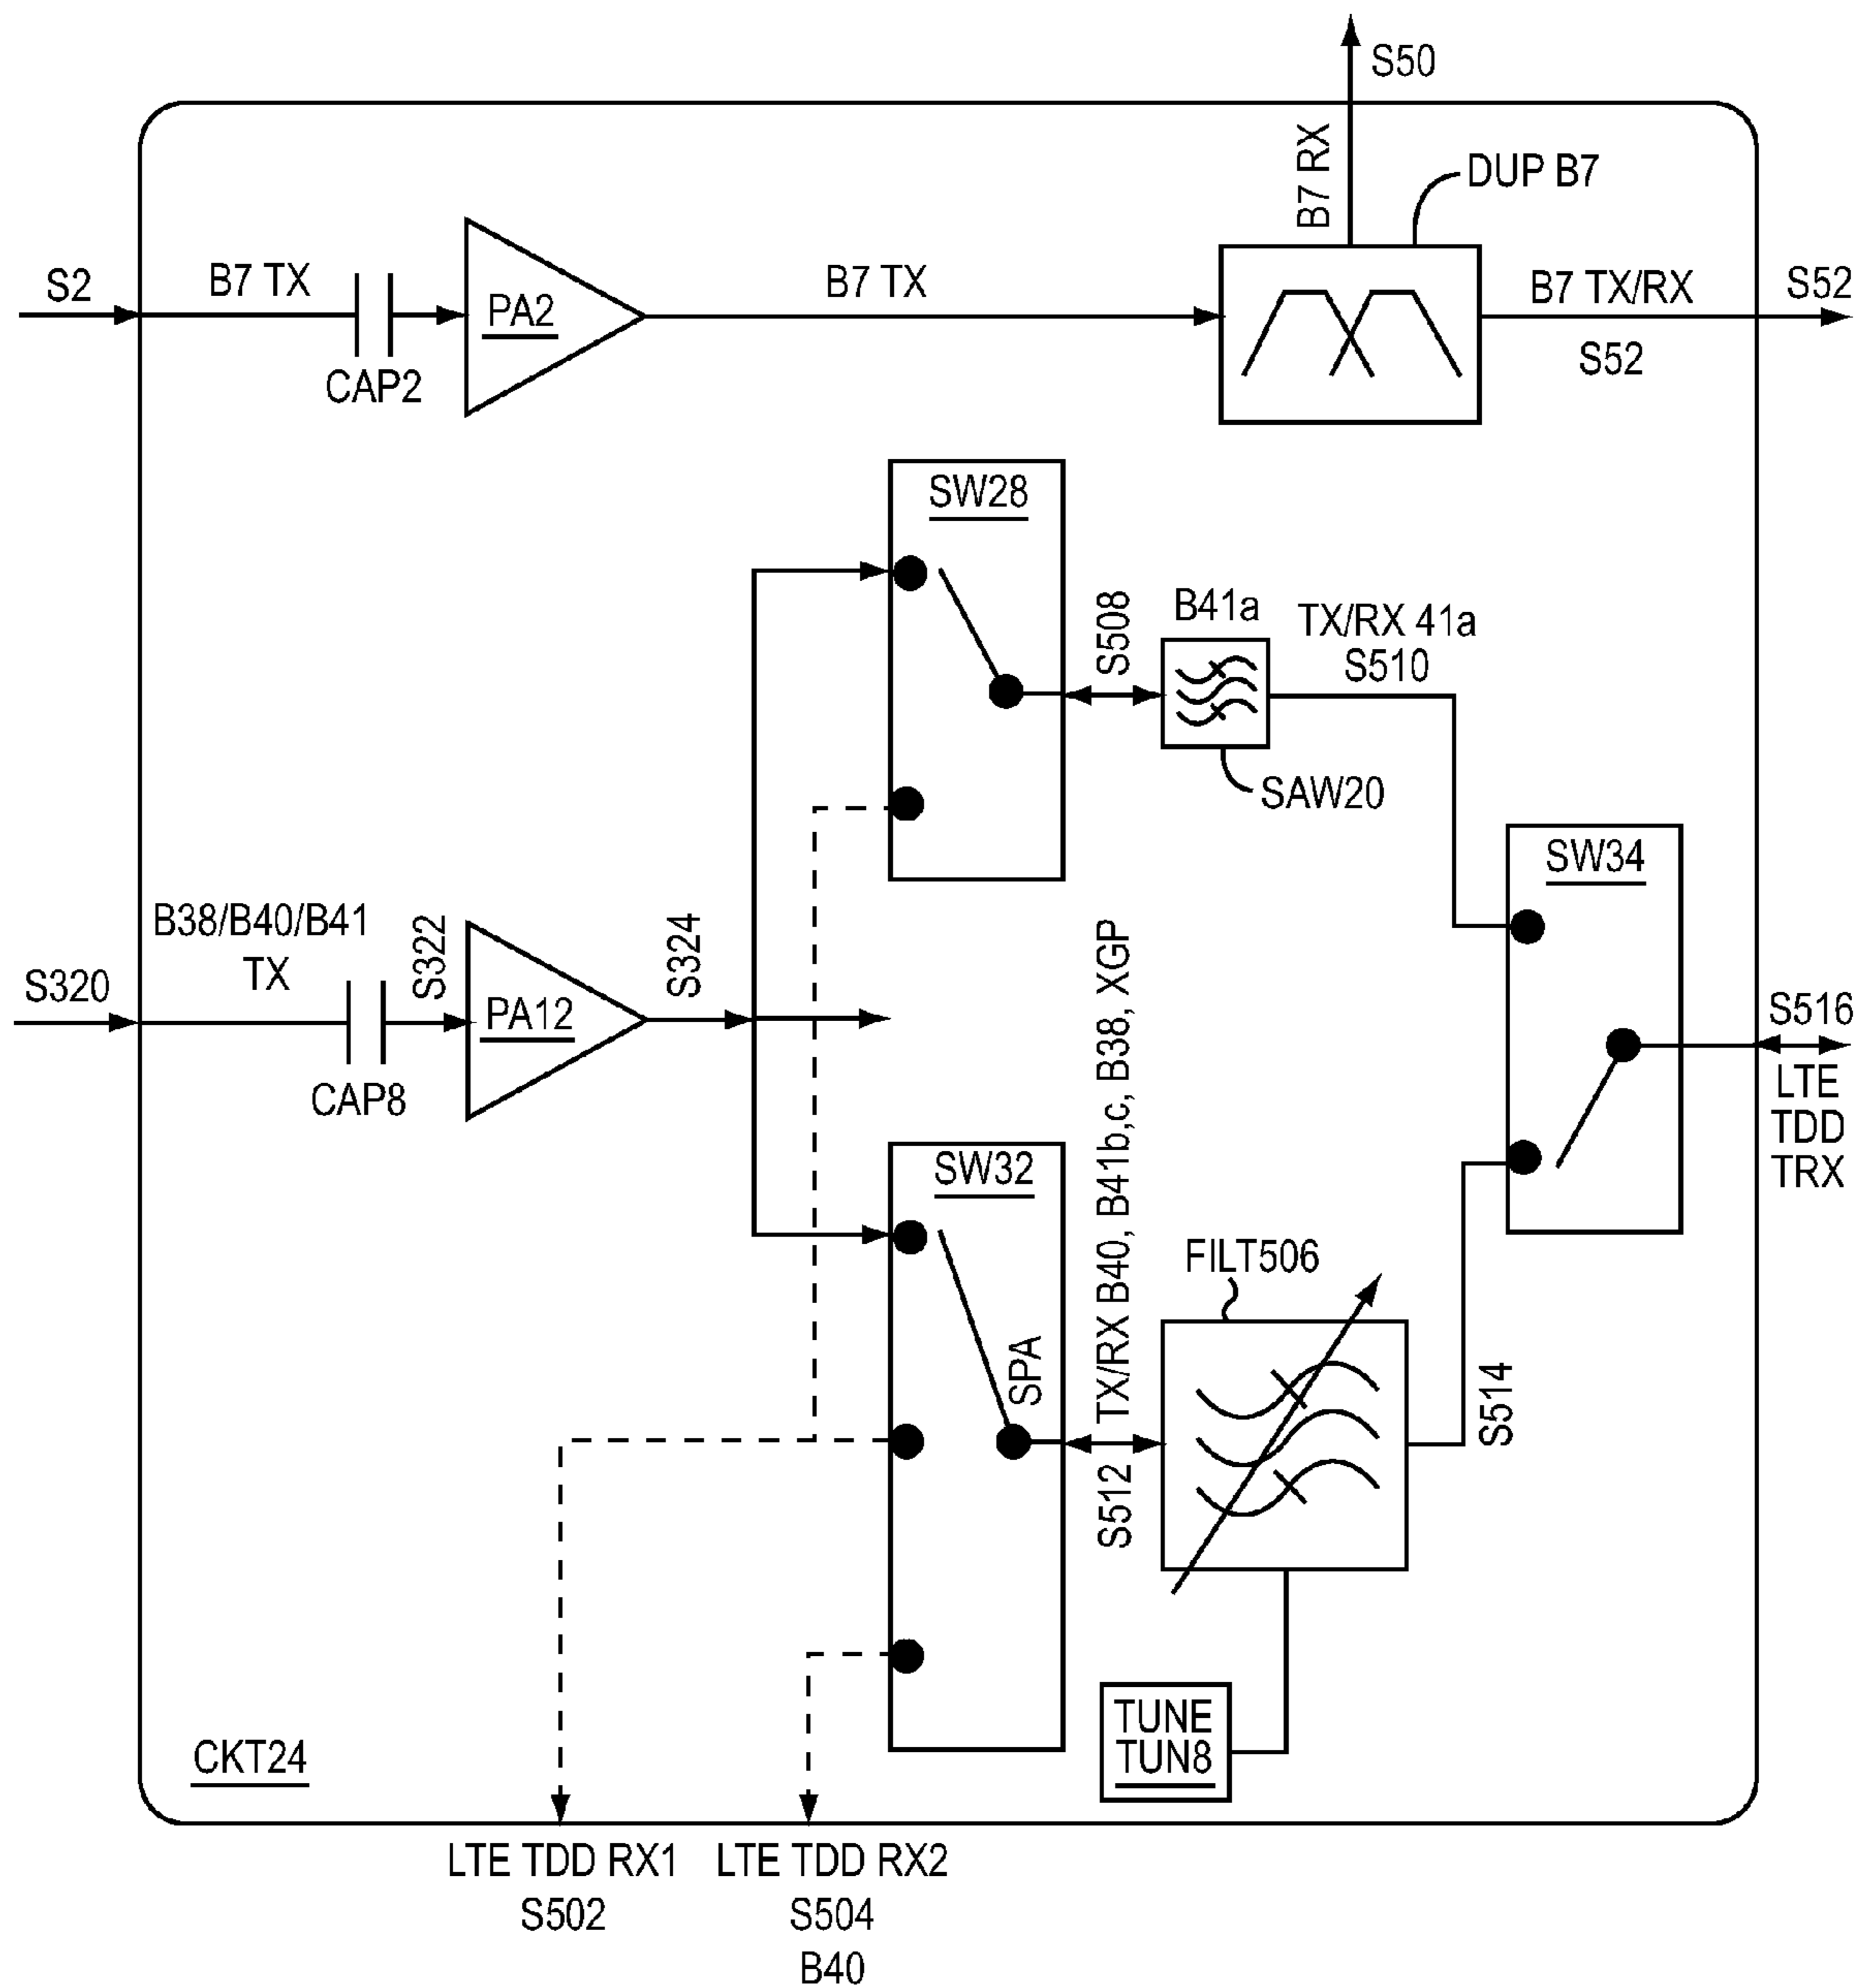 S50
B7 RX
DUP B7
S2
B7 TX
CAP2
PA2
B7 TX
B7 TX/RX
S52
S52
SW28
S508
B41a
TX/RX 41a
S510
SAW20
SW34
B38/B40/B41
TX
S320
S322
CAP8
PA12
S324
S516
LTE
TDD
TRX
SW32
SPA
S512 TX/RX B40, B41b,c, B38, XGP
FILT506
S514
TUNE
TUN8
CKT24
LTE TDD RX1
S502
LTE TDD RX2
S504
B40